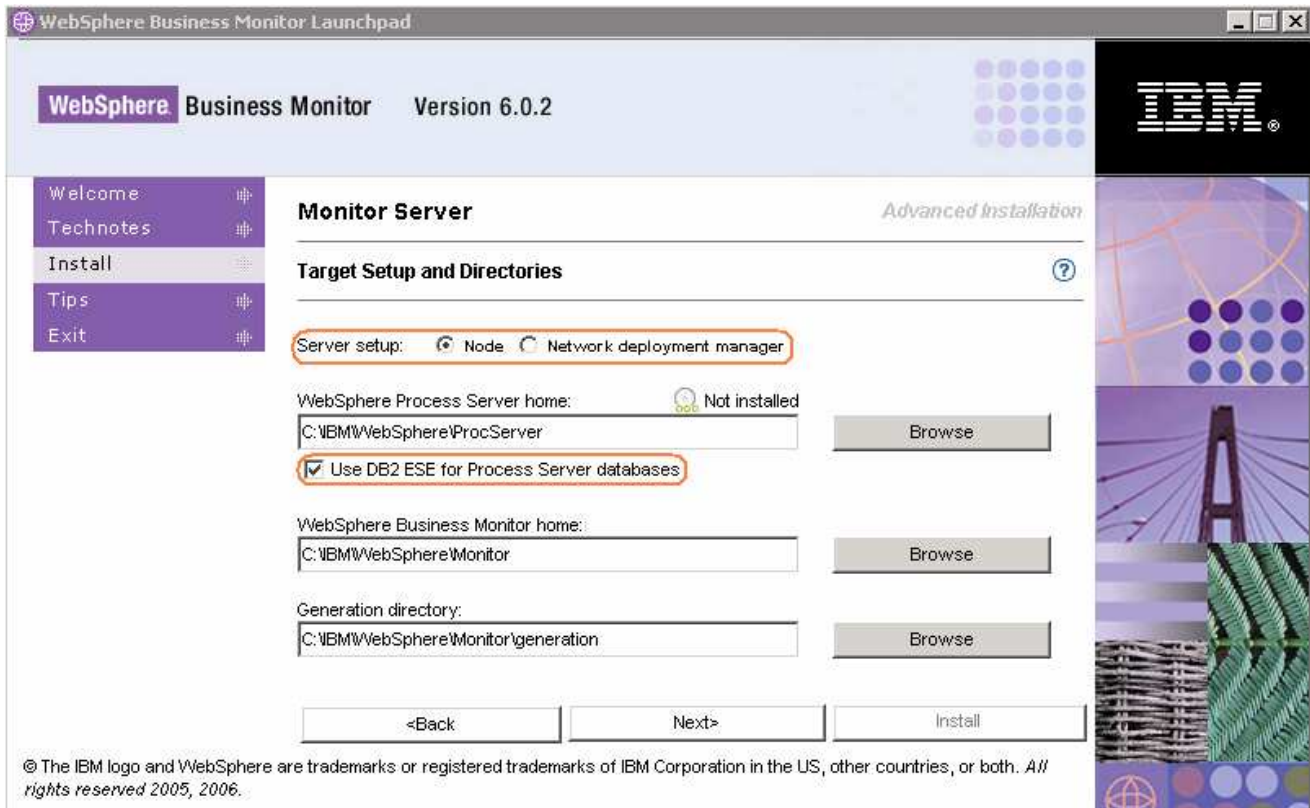 WebSphere Business Monitor Launchpad
WebSphere. Business Monitor Version 6.0.2
IBM®
Welcome
Technotes
Install
Tips
Exit
Monitor Server
Advanced Installation
Target Setup and Directories
?
Server setup: Node Network deployment manager
WebSphere Process Server home: Not installed
C:\IBM\WebSphere\ProcServer Browse
Use DB2 ESE for Process Server databases
WebSphere Business Monitor home:
C:\IBM\WebSphere\Monitor Browse
Generation directory:
C:\IBM\WebSphere\Monitor\generation Browse
<Back Next> Install
© The IBM logo and WebSphere are trademarks or registered trademarks of IBM Corporation in the US, other countries, or both. All
rights reserved 2005, 2006.